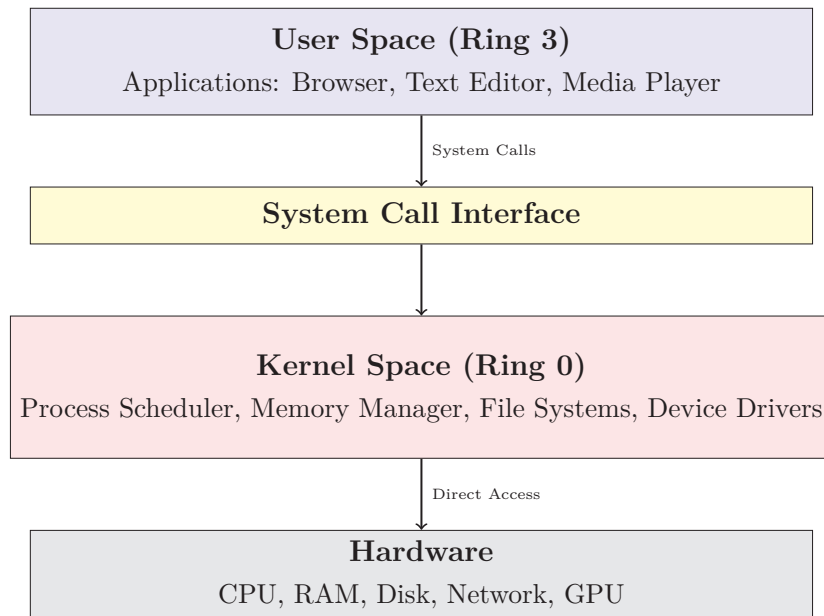 User Space (Ring 3)
Applications: Browser, Text Editor, Media Player
System Calls
System Call Interface
Kernel Space (Ring 0)
Process Scheduler, Memory Manager, File Systems, Device Drivers
Direct Access
Hardware
CPU, RAM, Disk, Network, GPU